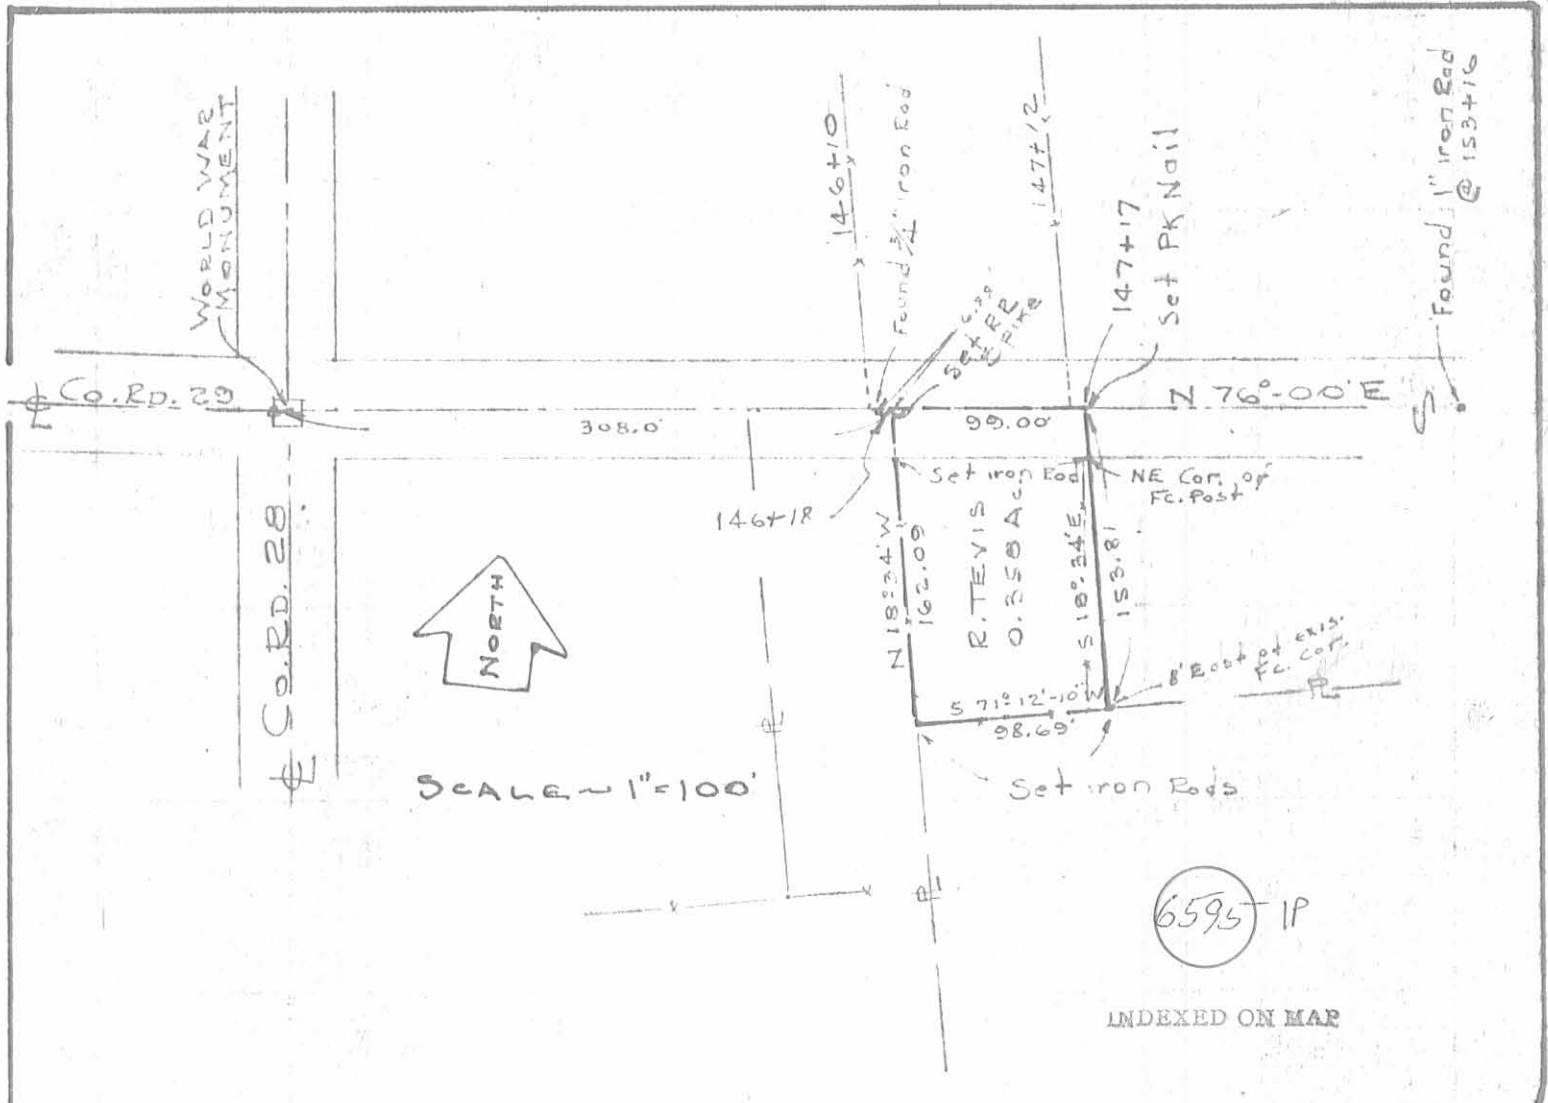 WORLD WAR
MONUMENT
146+10
Found 3/4" iron Rod
147+12
147+17
Set PK Nail
Found 1" iron Rod
@ 153+16
Set RR
Spike
℄ Co. RD. 29
308.0'
99.00'
N 76°-00' E
Set iron Rod
NE Cor. of
Fc. Post
146+18
N 18°34' W
162.09
R. TEVIS
0.358 Ac.
S 18°34' E
153.81
℄ Co. RD. 28
NORTH
8' East of exis.
Fc. Cor.
PL
S 71°12'-10" W
98.69'
PL
SCALE ~ 1"=100'
Set iron Rods
PL
6595 IP
INDEXED ON MAP